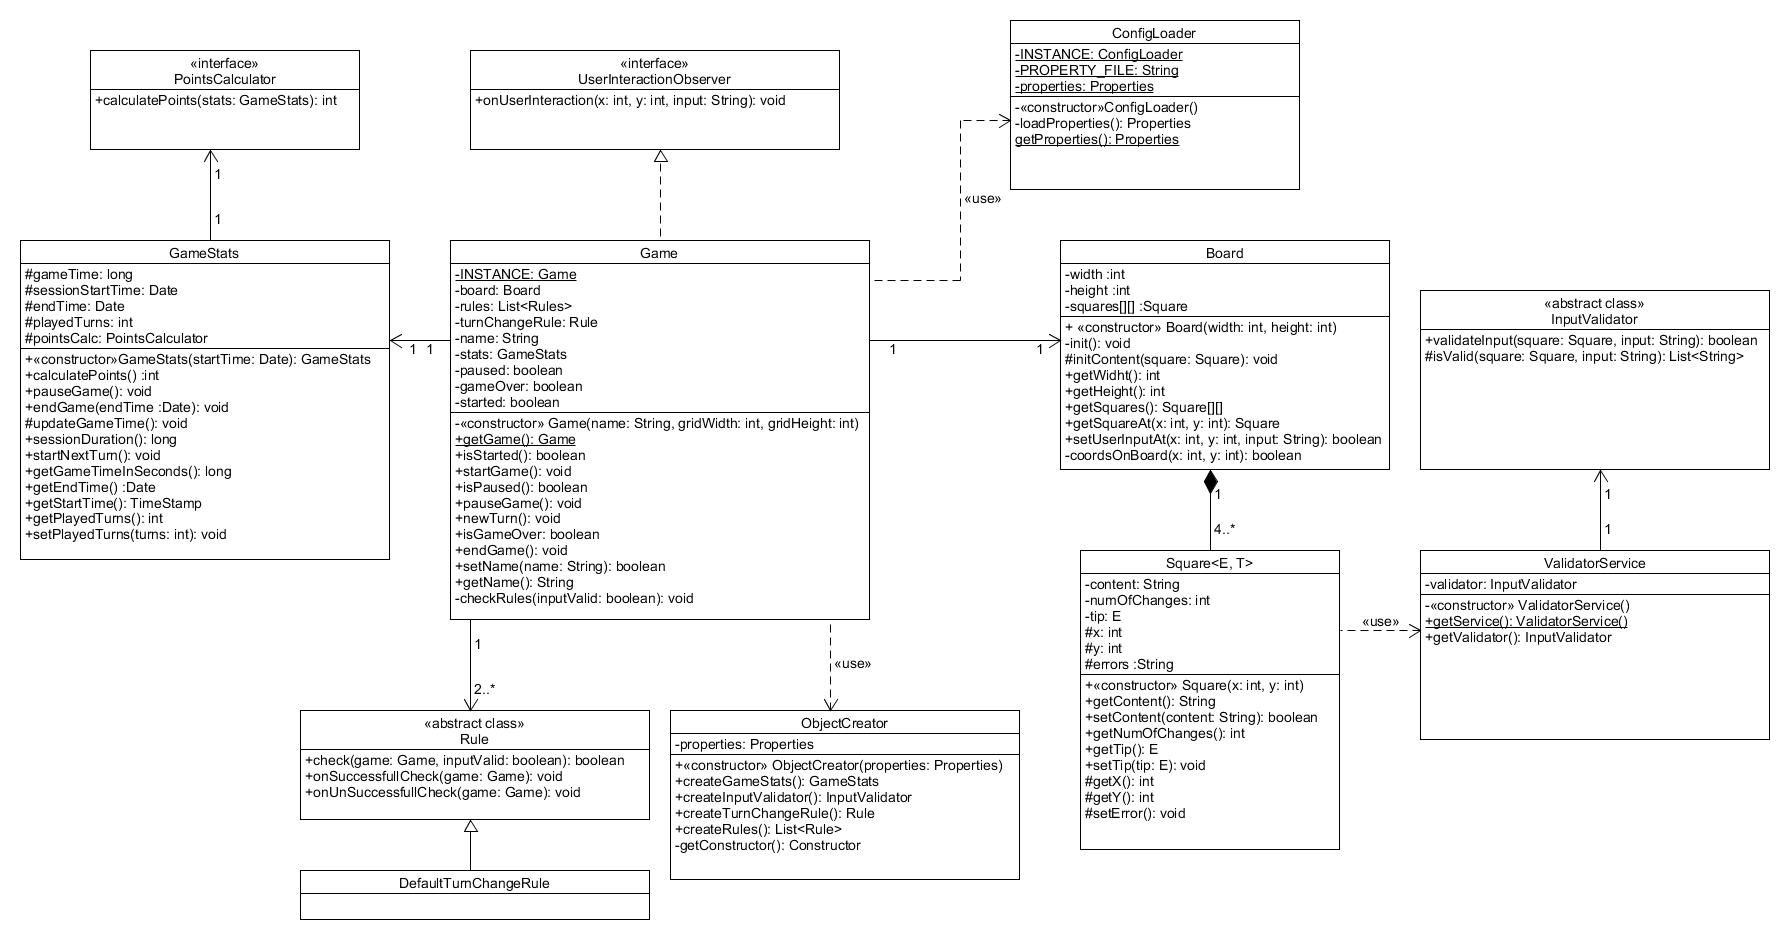 «interface»
PointsCalculator
+calculatePoints(stats: GameStats): int
«interface»
UserInteractionObserver
+onUserInteraction(x: int, y: int, input: String): void
ConfigLoader
-INSTANCE: ConfigLoader
-PROPERTY_FILE: String
-properties: Properties
-«constructor»ConfigLoader()
-loadProperties(): Properties
getProperties(): Properties
1
1
«use»
GameStats
#gameTime: long
#sessionStartTime: Date
#endTime: Date
#playedTurns: int
#pointsCalc: PointsCalculator
+«constructor»GameStats(startTime: Date): GameStats
+calculatePoints() :int
+pauseGame(): void
+endGame(endTime :Date): void
#updateGameTime(): void
+sessionDuration(): long
+startNextTurn(): void
+getGameTimeInSeconds(): long
+getEndTime() :Date
+getStartTime(): TimeStamp
+getPlayedTurns(): int
+setPlayedTurns(turns: int): void
1 1
Game
-INSTANCE: Game
-board: Board
-rules: List<Rules>
-turnChangeRule: Rule
-name: String
-stats: GameStats
-paused: boolean
-gameOver: boolean
-started: boolean
-«constructor» Game(name: String, gridWidth: int, gridHeight: int)
+getGame(): Game
+isStarted(): boolean
+startGame(): void
+isPaused(): boolean
+pauseGame(): void
+newTurn(): void
+isGameOver: boolean
+endGame(): void
+setName(name: String): boolean
+getName(): String
-checkRules(inputValid: boolean): void
1
1
Board
-width :int
-height :int
-squares[][] :Square
+ «constructor» Board(width: int, height: int)
-init(): void
#initContent(square: Square): void
+getWidht(): int
+getHeight(): int
+getSquares(): Square[][]
+getSquareAt(x: int, y: int): Square
+setUserInputAt(x: int, y: int, input: String): boolean
-coordsOnBoard(x: int, y: int): boolean
«abstract class»
InputValidator
+validateInput(square: Square, input: String): boolean
#isValid(square: Square, input: String): List<String>
1
4..*
1
1
Square<E, T>
-content: String
-numOfChanges: int
-tip: E
#x: int
#y: int
#errors :String
+«constructor» Square(x: int, y: int)
+getContent(): String
+setContent(content: String): boolean
+getNumOfChanges(): int
+getTip(): E
+setTip(tip: E): void
#getX(): int
#getY(): int
#setError(): void
«use»
ValidatorService
-validator: InputValidator
-«constructor» ValidatorService()
+getService(): ValidatorService()
+getValidator(): InputValidator
1
2..*
«use»
«abstract class»
Rule
+check(game: Game, inputValid: boolean): boolean
+onSuccessfullCheck(game: Game): void
+onUnSuccessfullCheck(game: Game): void
ObjectCreator
-properties: Properties
+«constructor» ObjectCreator(properties: Properties)
+createGameStats(): GameStats
+createInputValidator(): InputValidator
+createTurnChangeRule(): Rule
+createRules(): List<Rule>
-getConstructor(): Constructor
DefaultTurnChangeRule